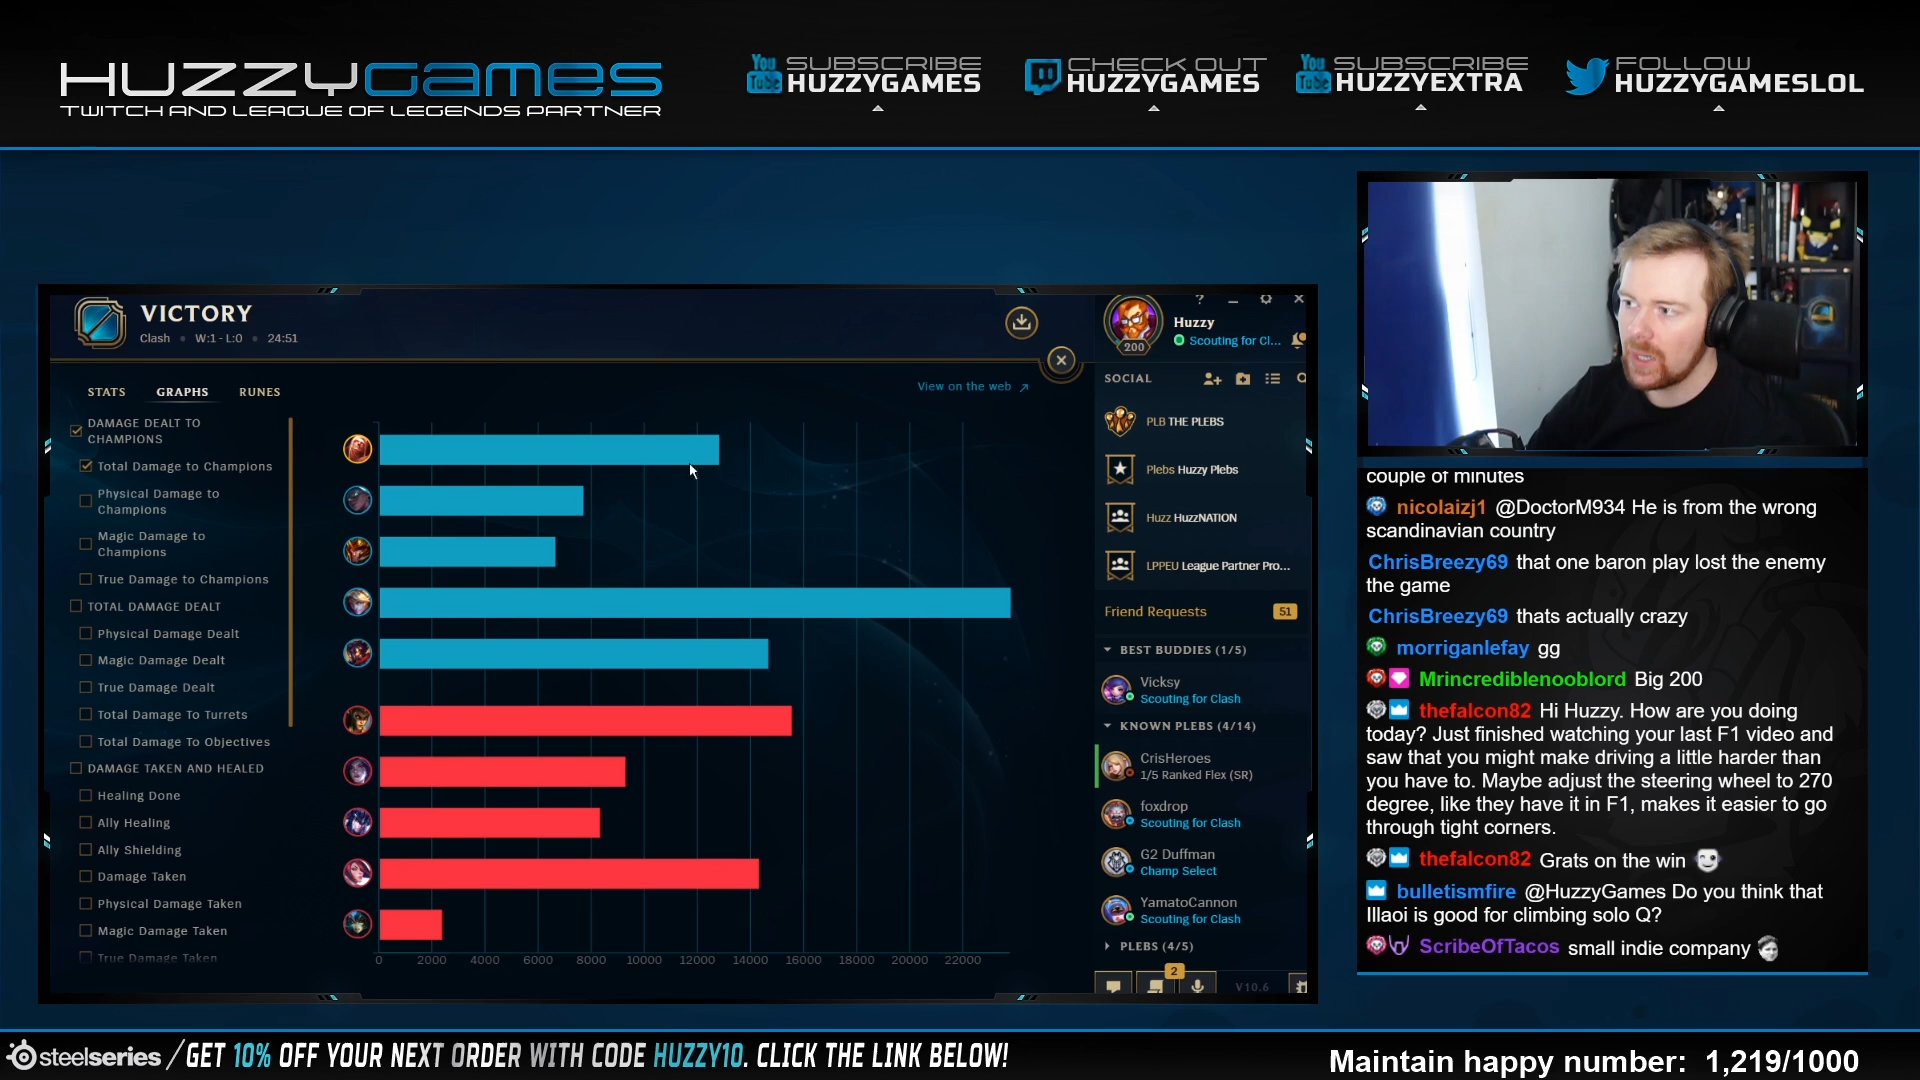 HUZZYGAMES
TWITCH AND LEAGUE OF LEGENDS PARTNER
You Tube SUBSCRIBE
HUZZYGAMES
CHECK OUT
HUZZYGAMES
You Tube SUBSCRIBE
HUZZYEXTRA
FOLLOW
HUZZYGAMESLOL
VICTORY
Clash • W:1 - L:0 • 24:51
STATS GRAPHS RUNES
View on the web
DAMAGE DEALT TO
CHAMPIONS
Total Damage to Champions
Physical Damage to
Champions
Magic Damage to
Champions
True Damage to Champions
TOTAL DAMAGE DEALT
Physical Damage Dealt
Magic Damage Dealt
True Damage Dealt
Total Damage To Turrets
Total Damage To Objectives
DAMAGE TAKEN AND HEALED
Healing Done
Ally Healing
Ally Shielding
Damage Taken
Physical Damage Taken
Magic Damage Taken
True Damage Taken
0 2000 4000 6000 8000 10000 12000 14000 16000 18000 20000 22000
?
200
Huzzy
Scouting for Cl...
SOCIAL
PLB THE PLEBS
Plebs Huzzy Plebs
Huzz HuzzNATION
LPPEU League Partner Pro...
Friend Requests 51
BEST BUDDIES (1/5)
Vicksy
Scouting for Clash
KNOWN PLEBS (4/14)
CrisHeroes
1/5 Ranked Flex (SR)
foxdrop
Scouting for Clash
G2 Duffman
Champ Select
YamatoCannon
Scouting for Clash
PLEBS (4/5)
2
V10.6
couple of minutes
nicolaizj1 @DoctorM934 He is from the wrong
scandinavian country
ChrisBreezy69 that one baron play lost the enemy
the game
ChrisBreezy69 thats actually crazy
morriganlefay gg
Mrincrediblenooblord Big 200
thefalcon82 Hi Huzzy. How are you doing
today? Just finished watching your last F1 video and
saw that you might make driving a little harder than
you have to. Maybe adjust the steering wheel to 270
degree, like they have it in F1, makes it easier to go
through tight corners.
thefalcon82 Grats on the win
bulletismfire @HuzzyGames Do you think that
Illaoi is good for climbing solo Q?
ScribeOfTacos small indie company
steelseries / GET 10% OFF YOUR NEXT ORDER WITH CODE HUZZY10. CLICK THE LINK BELOW!
Maintain happy number: 1,219/1000